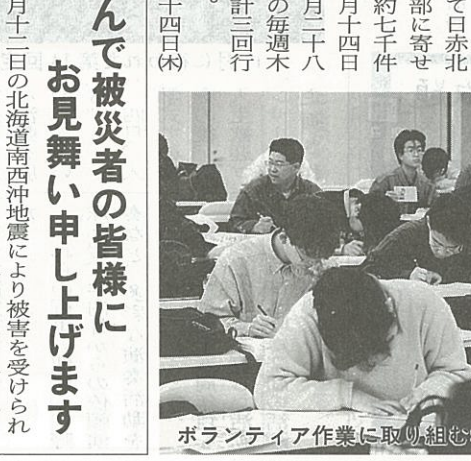 て日赤北
部に寄せ
約七千件
月十四日
月二十八
の毎週木
計三回行
。
十四日(木)
ボランティア作業に取り組む
んで被災者の皆様に
お見舞い申し上げます
月十二日の北海道南西沖地震により被害を受けられ